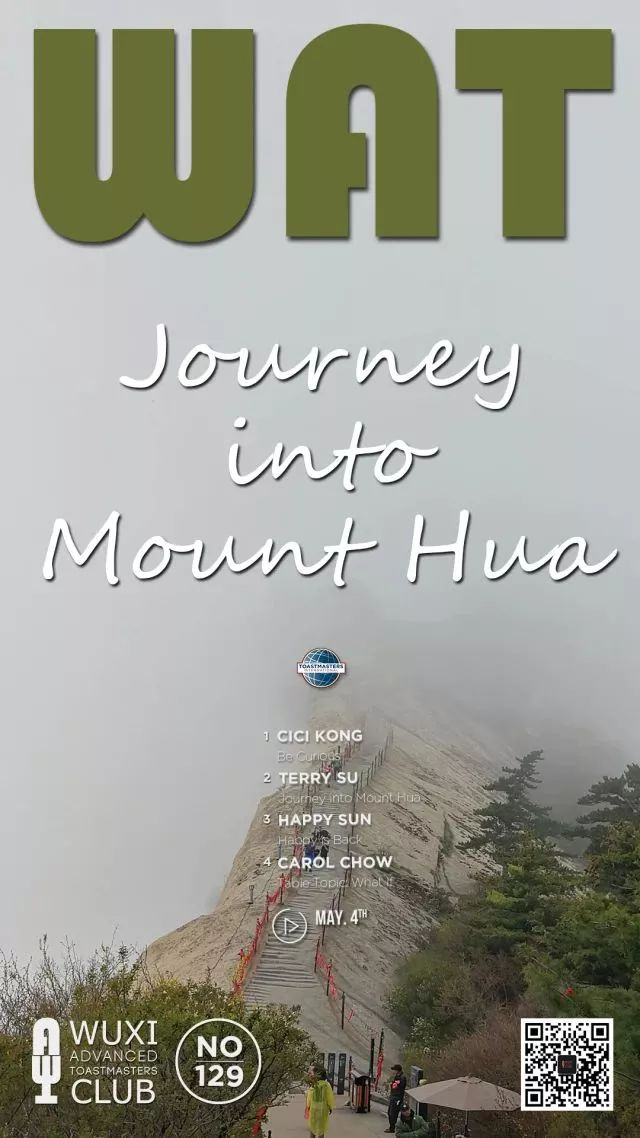 WAT
Journey
into
Mount Hua
TOASTMASTERS
INTERNATIONAL
1 CICI KONG
Be Curious
2 TERRY SU
Journey into Mount Hua
3 HAPPY SUN
Happy is Back
4 CAROL CHOW
Table Topic: What If
MAY. 4TH
WUXI
ADVANCED
TOASTMASTERS
CLUB
NO
129